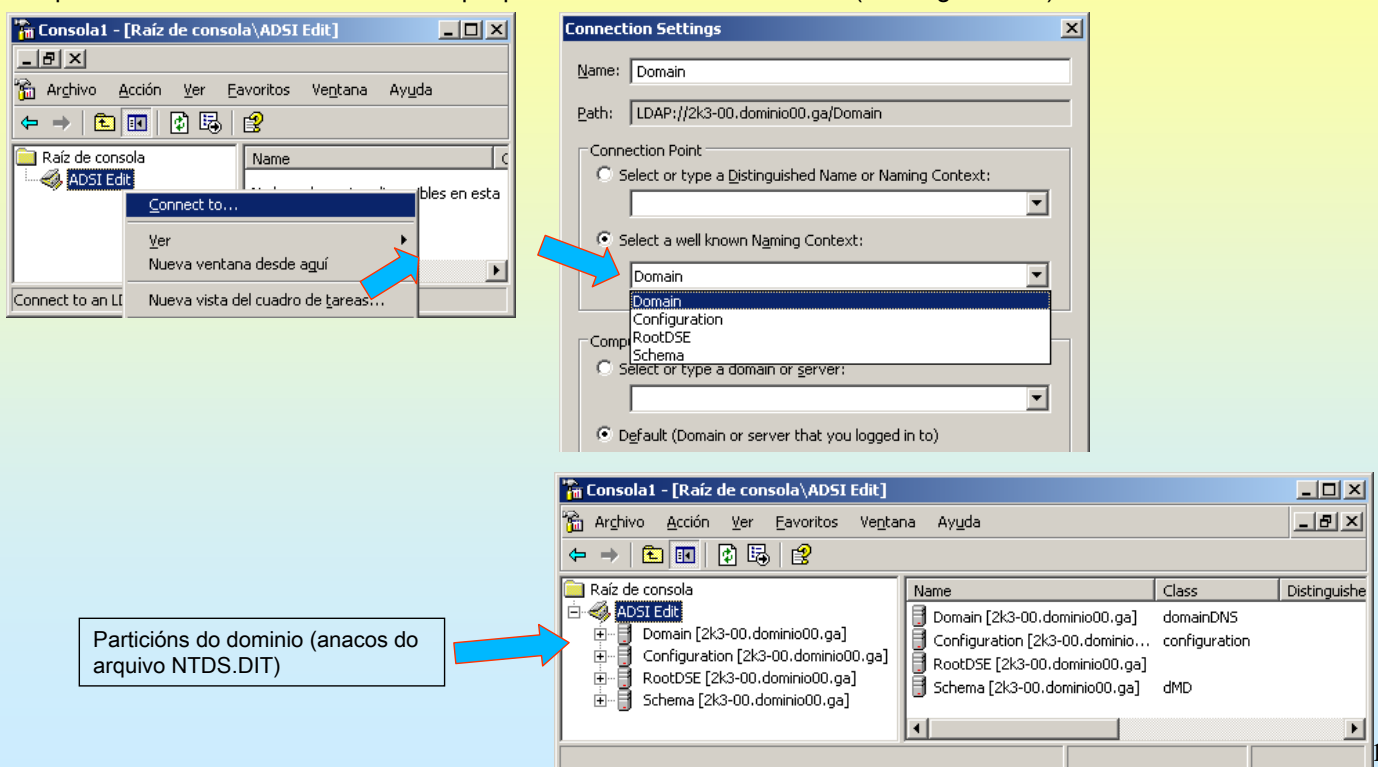 Consola1 - [Raíz de consola\ADSI Edit]
Archivo Acción Ver Favoritos Ventana Ayuda
Raíz de consola
ADSI Edit
Name
bles en esta
Connect to...
Ver
Nueva ventana desde aquí
Nueva vista del cuadro de tareas...
Connect to an
Connection Settings
Name: Domain
Path: LDAP://2k3-00.dominio00.ga/Domain
Connection Point
Select or type a Distinguished Name or Naming Context:
Select a well known Naming Context:
Domain
Domain
Configuration
RootDSE
Schema
Select or type a domain or server:
Default (Domain or server that you logged in to)
Particións do dominio (anacos do
arquivo NTDS.DIT)
Consola1 - [Raíz de consola\ADSI Edit]
Archivo Acción Ver Favoritos Ventana Ayuda
Raíz de consola
ADSI Edit
Domain [2k3-00.dominio00.ga]
Configuration [2k3-00.dominio00.ga]
RootDSE [2k3-00.dominio00.ga]
Schema [2k3-00.dominio00.ga]
Name Class Distinguishe
Domain [2k3-00.dominio00.ga] domainDNS
Configuration [2k3-00.dominio... configuration
RootDSE [2k3-00.dominio00.ga]
Schema [2k3-00.dominio00.ga] dMD